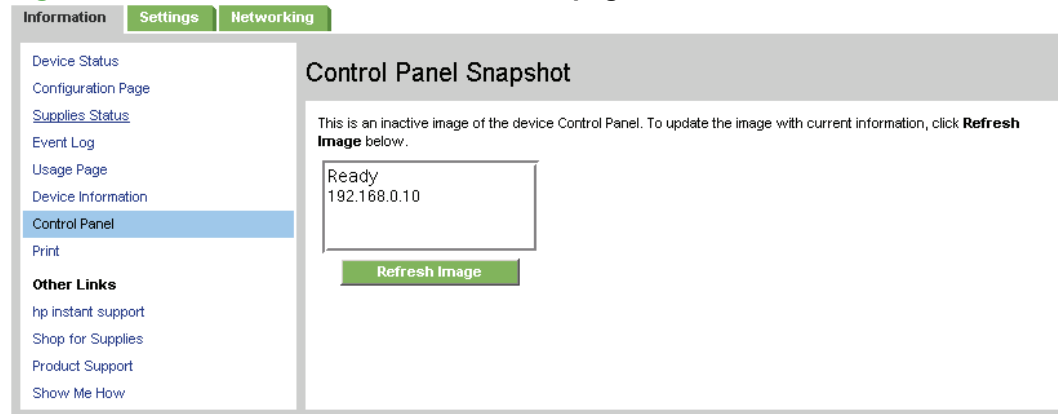 Information Settings Networking
Device Status
Configuration Page
Supplies Status
Event Log
Usage Page
Device Information
Control Panel
Print
Other Links
hp instant support
Shop for Supplies
Product Support
Show Me How
Control Panel Snapshot
This is an inactive image of the device Control Panel. To update the image with current information, click Refresh
Image below.
Ready
192.168.0.10
Refresh Image